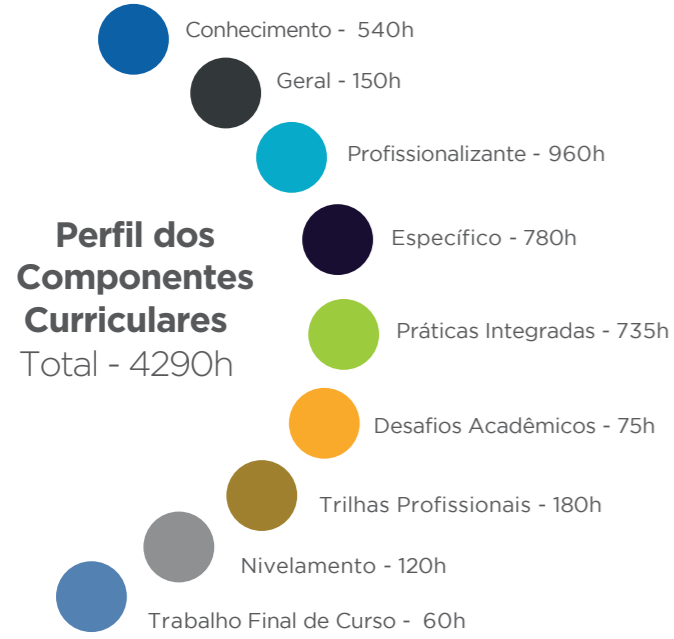 Conhecimento - 540h
Geral - 150h
Profissionalizante - 960h
Específico - 780h
Perfil dos
Componentes
Curriculares
Total - 4290h
Práticas Integradas - 735h
Desafios Acadêmicos - 75h
Trilhas Profissionais - 180h
Nivelamento - 120h
Trabalho Final de Curso - 60h